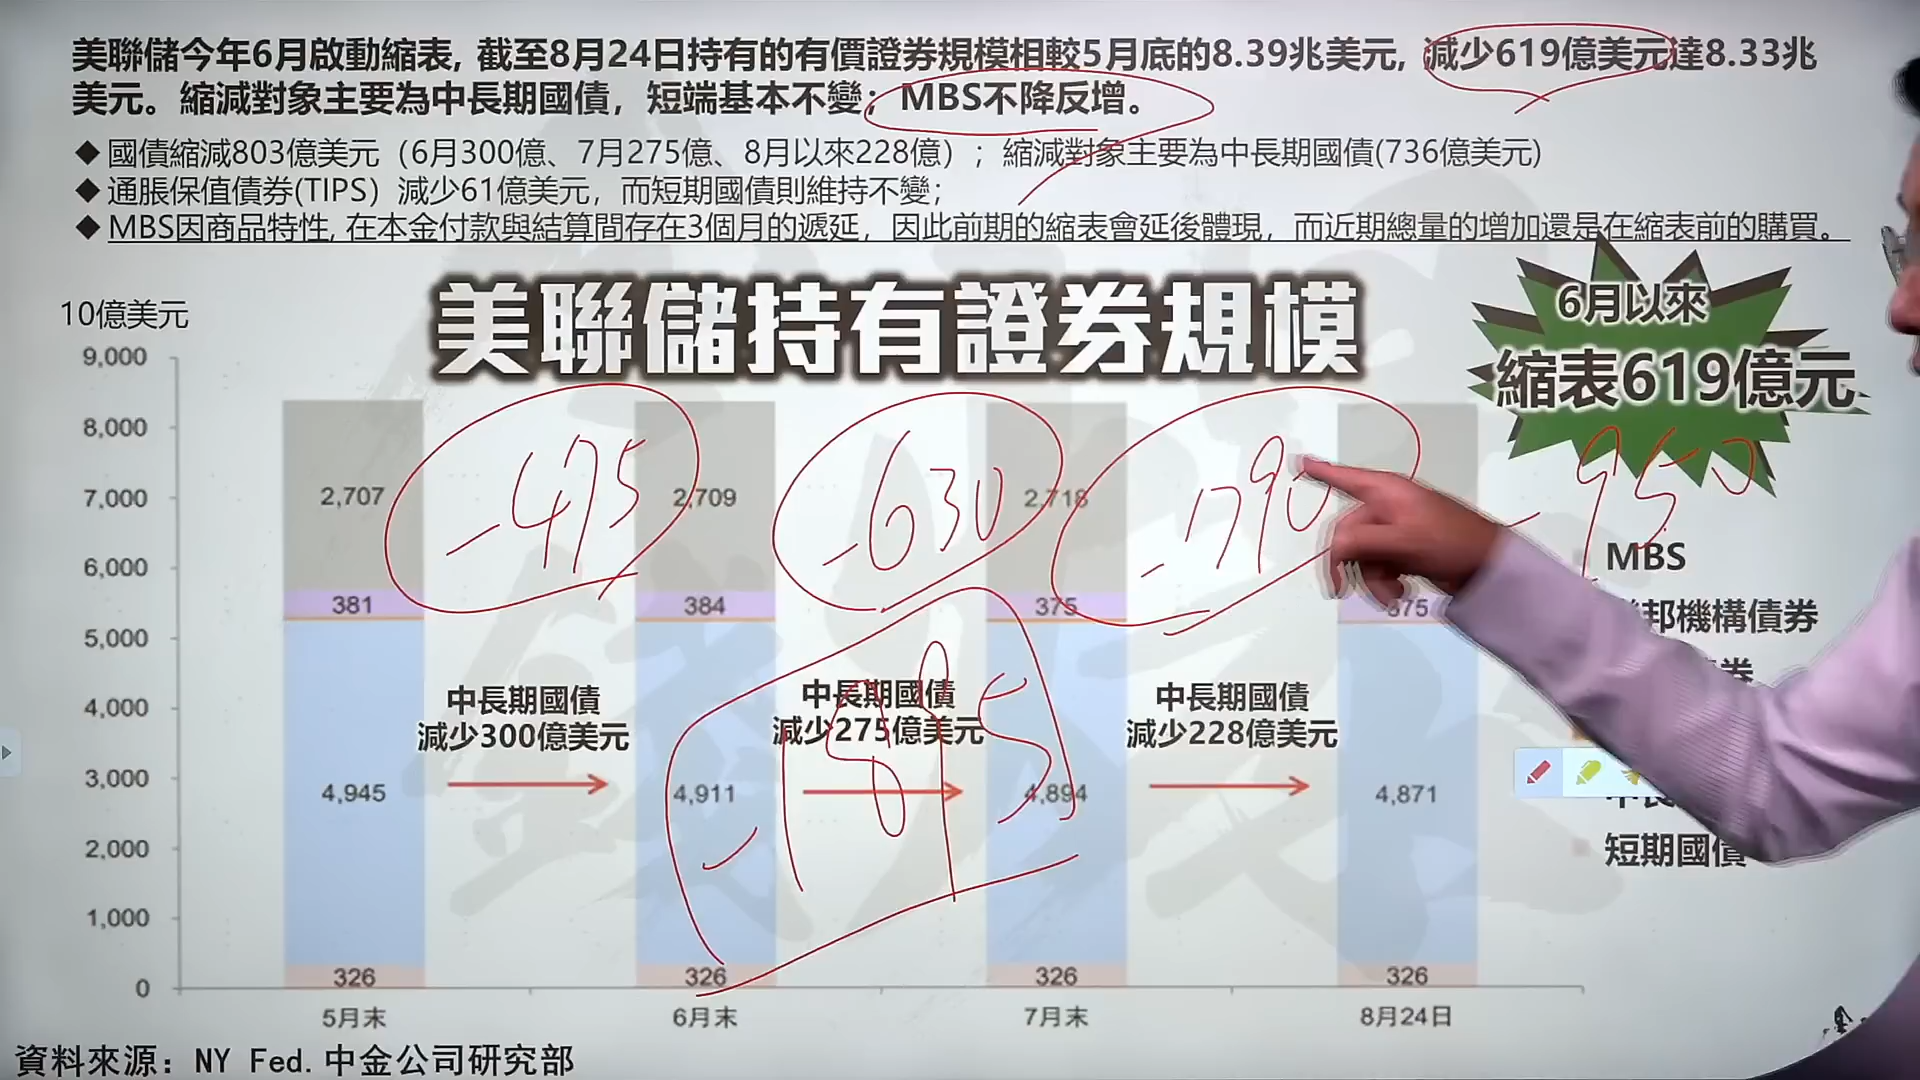 美聯儲今年6月啟動縮表, 截至8月24日持有的有價證券規模相較5月底的8.39兆美元, 減少619億美元達8.33兆
美元。縮減對象主要為中長期國債，短端基本不變；MBS不降反增。
◆ 國債縮減803億美元（6月300億、7月275億、8月以來228億）；縮減對象主要為中長期國債(736億美元)
◆ 通脹保值債券(TIPS）減少61億美元，而短期國債則維持不變；
◆ MBS因商品特性, 在本金付款與結算間存在3個月的遞延，因此前期的縮表會延後體現，而近期總量的增加還是在縮表前的購買。
美聯儲持有證券規模
6月以來
縮表619億元
10億美元
9,000
8,000
7,000
6,000
5,000
4,000
3,000
2,000
1,000
0
2,707
2,709
2,718
381
384
375
375
4,945
4,911
4,894
4,871
326
326
326
326
-475
-630
-790
-950
-1895
中長期國債
減少300億美元
中長期國債
減少275億美元
中長期國債
減少228億美元
MBS
邦機構債券
券
中長
短期國債
5月末
6月末
7月末
8月24日
資料來源：NY Fed.中金公司研究部